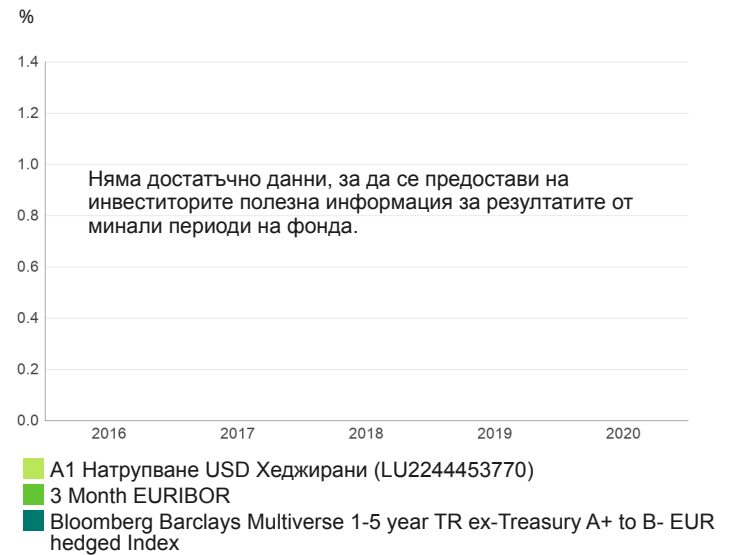 %
1.4
1.2
1.0
Няма достатъчно данни, за да се предостави на
инвеститорите полезна информация за резултатите от
0.8
минали периоди на фонда.
0.6
0.4
0.2
0.0
2016 2017 2018 2019 2020
А1 Натрупване USD Хеджирани (LU2244453770)
3 Month EURIBOR
Bloomberg Barclays Multiverse 1-5 year TR ex-Treasury A+ to B- EUR
hedged Index